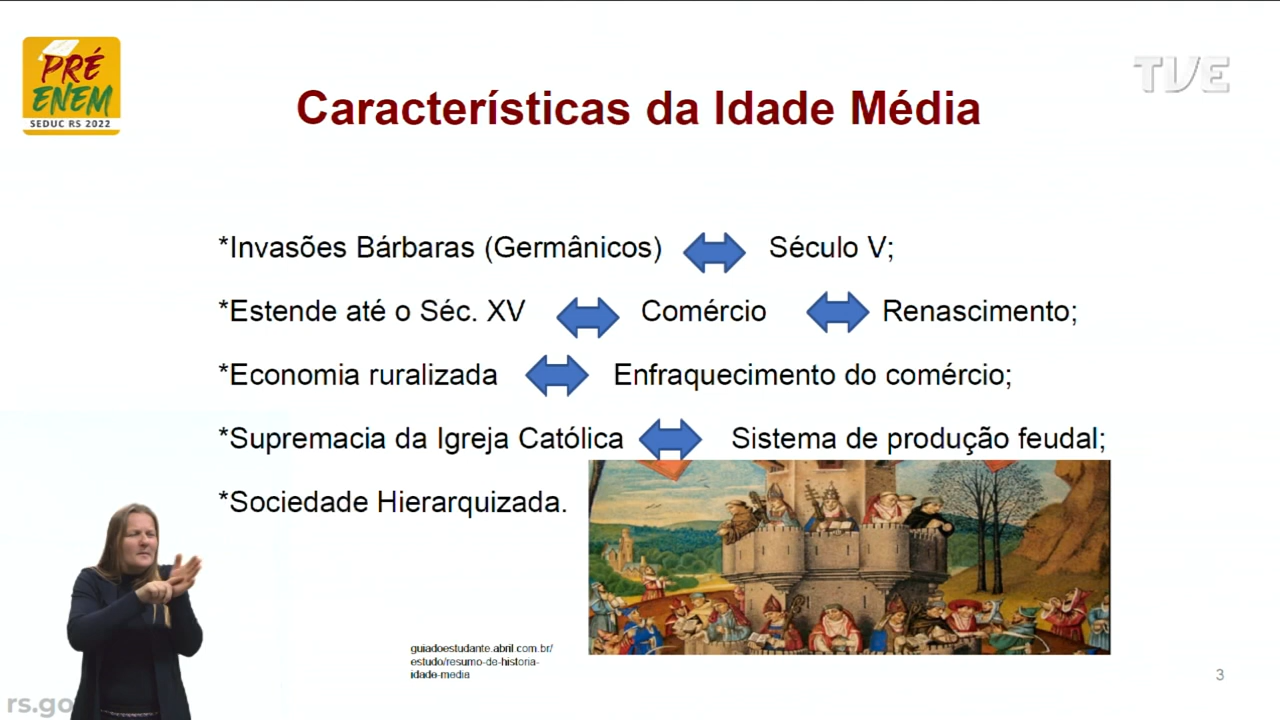 PRÉ
ENEM
SEDUC RS 2022
TVE
Características da Idade Média
*Invasões Bárbaras (Germânicos) Século V;
*Estende até o Séc. XV Comércio Renascimento;
*Economia ruralizada Enfraquecimento do comércio;
*Supremacia da Igreja Católica Sistema de produção feudal;
*Sociedade Hierarquizada.
guiadoestudante.abril.com.br/
estudo/resumo-de-historia-
idade-media
3
rs.go